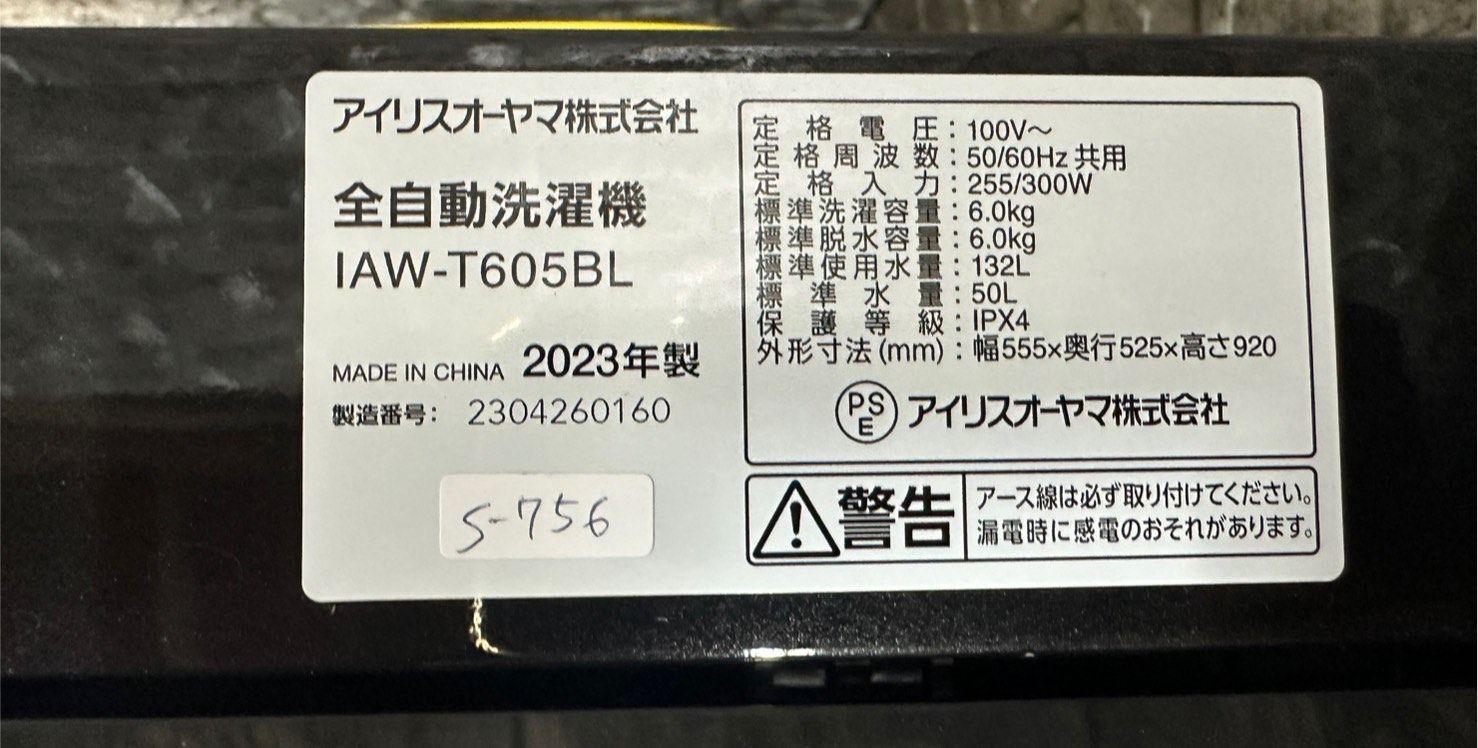 アイリスオーヤマ株式会社
全自動洗濯機
IAW-T605BL
MADE IN CHINA 2023年製
製造番号： 2304260160
S-756
定格電圧：100V～
定格周波数：50/60Hz 共用
定格入力：255/300W
標準洗濯容量：6.0kg
標準脱水容量：6.0kg
標準使用水量：132L
標準水量：50L
保護等級：IPX4
外形寸法(mm)：幅555×奥行525×高さ920
PSE アイリスオーヤマ株式会社
警告
アース線は必ず取り付けてください。
漏電時に感電のおそれがあります。